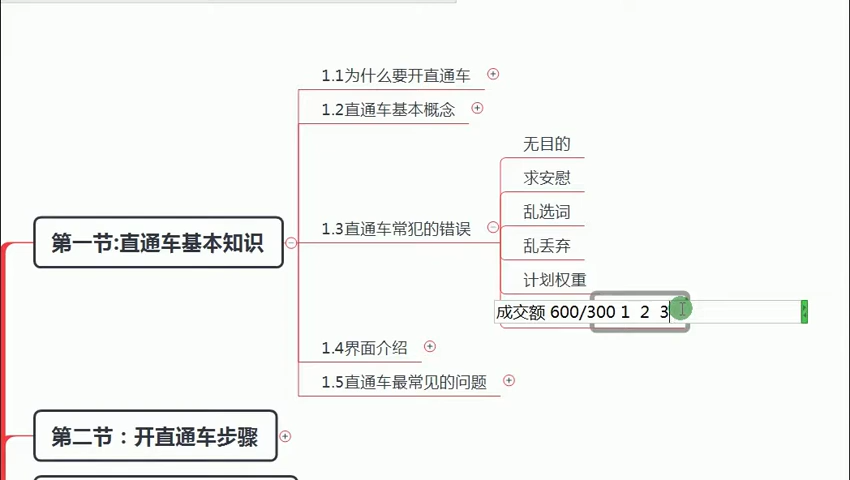 1.1为什么要开直通车
1.2直通车基本概念
无目的
求安慰
乱选词
第一节:直通车基本知识
1.3直通车常犯的错误
乱丢弃
计划权重
成交额 600/300 1 2 3
1.4界面介绍
1.5直通车最常见的问题
第二节：开直通车步骤